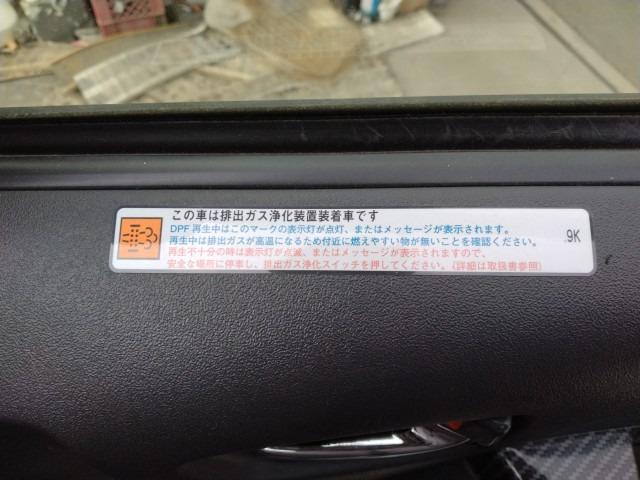 この車は排出ガス浄化装置装着車です
DPF再生中はこのマークの表示灯が点灯、またはメッセージが表示されます。
再生中は排出ガスが高温になるため付近に燃えやすい物が無いことを確認ください。
再生不十分の時は表示灯が点滅、またはメッセージが表示されますので、
安全な場所に停車し、排出ガス浄化スイッチを押してください。(詳細は取扱書参照)
9K